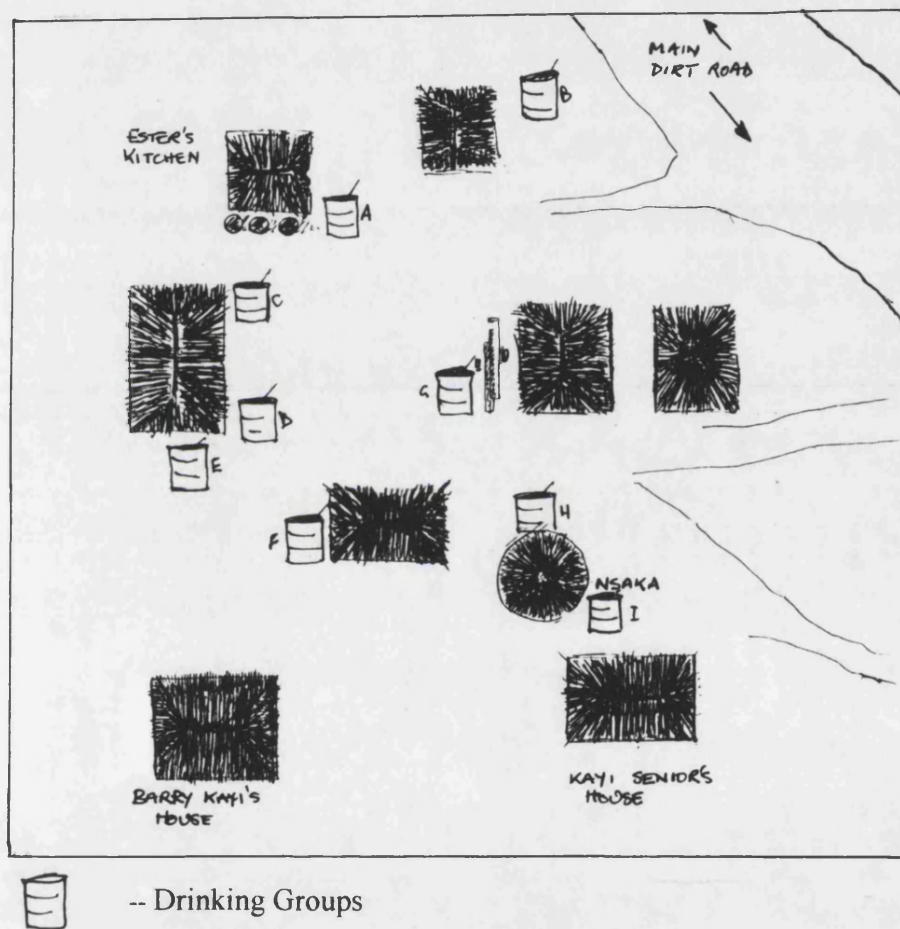 MAIN
DIRT ROAD
B
ESTER'S
KITCHEN
A
C
G
D
E
H
F
NSAKA
I
BARRY KAYI'S
HOUSE
KAYI SENIOR'S
HOUSE
-- Drinking Groups